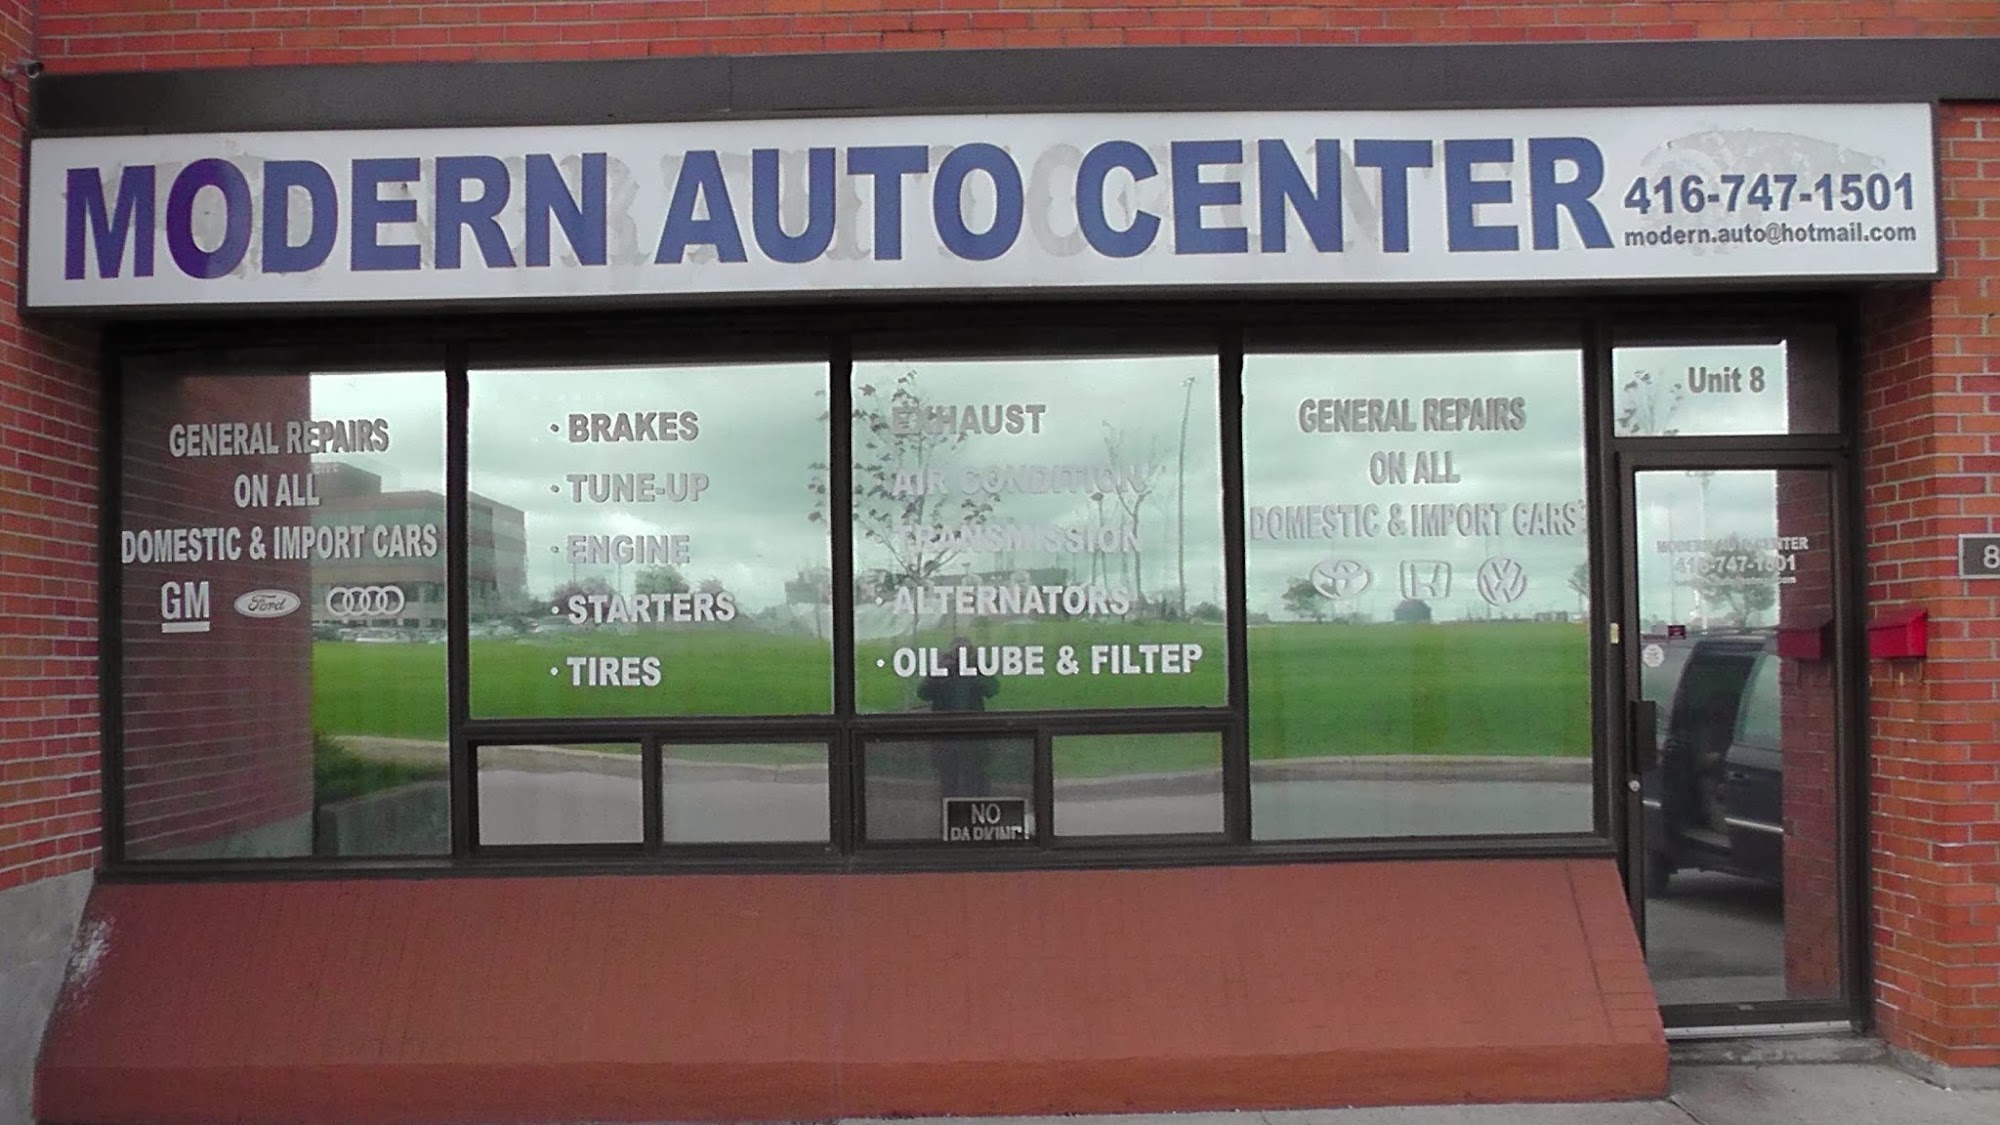 MODERN AUTO CENTER
416-747-1501
modern.auto@hotmail.com
GENERAL REPAIRS
ON ALL
DOMESTIC & IMPORT CARS
GM
Ford
· BRAKES
· TUNE-UP
· ENGINE
· STARTERS
· TIRES
EXHAUST
AIR CONDITION
TRANSMISSION
· ALTERNATORS
· OIL LUBE & FILTEP
NO
PARKING
GENERAL REPAIRS
ON ALL
DOMESTIC & IMPORT CARS
Unit 8
MODERN AUTO CENTER
416-747-1501
8